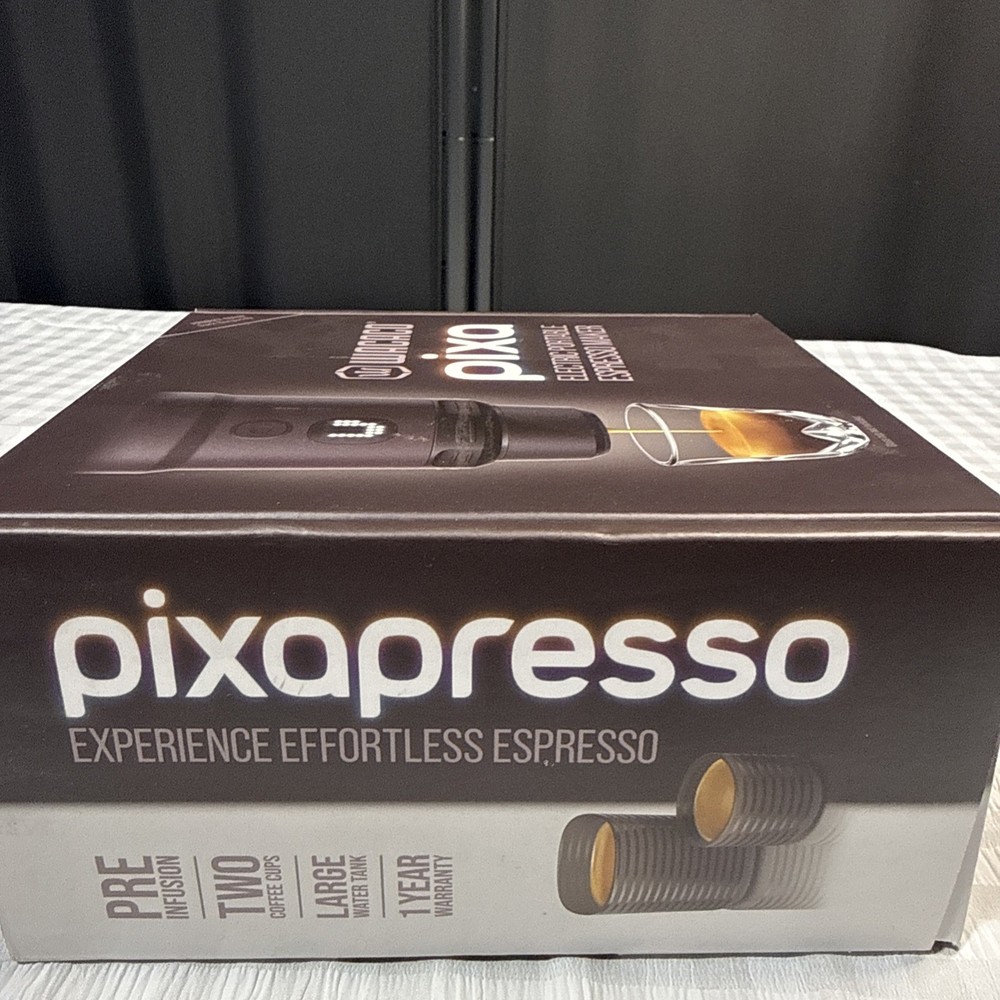 WACACO
pixa
ELECTRIC PORTABLE
ESPRESSO MAKER
pixapresso
EXPERIENCE EFFORTLESS ESPRESSO
PRE
INFUSION
TWO
COFFEE CUPS
LARGE
WATER TANK
1 YEAR
WARRANTY